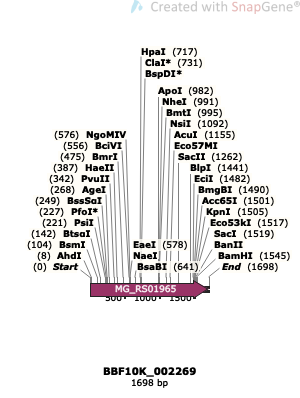 Created with SnapGene®
HpaI (717)
ClaI* (731)
BspDI*
ApoI (982)
NheI (991)
BmtI (995)
NsiI (1092)
(576) NgoMIV AcuI (1155)
(556) BciVI Eco57MI
(475) BmrI SacII (1262)
(387) HaeII BlpI (1441)
(342) PvuII EciI (1482)
(268) AgeI BmgBI (1490)
(249) BssSαI Acc65I (1501)
(227) PfoI* KpnI (1505)
(221) PsiI Eco53kI (1517)
(142) BtsαI SacI (1519)
(104) BsmI EaeI (578) BanII
(8) AhdI NaeI BamHI (1545)
(0) Start BsaBI (641) End (1698)
MG_RS01965
500 1000 1500
BBF10K_002269
1698 bp